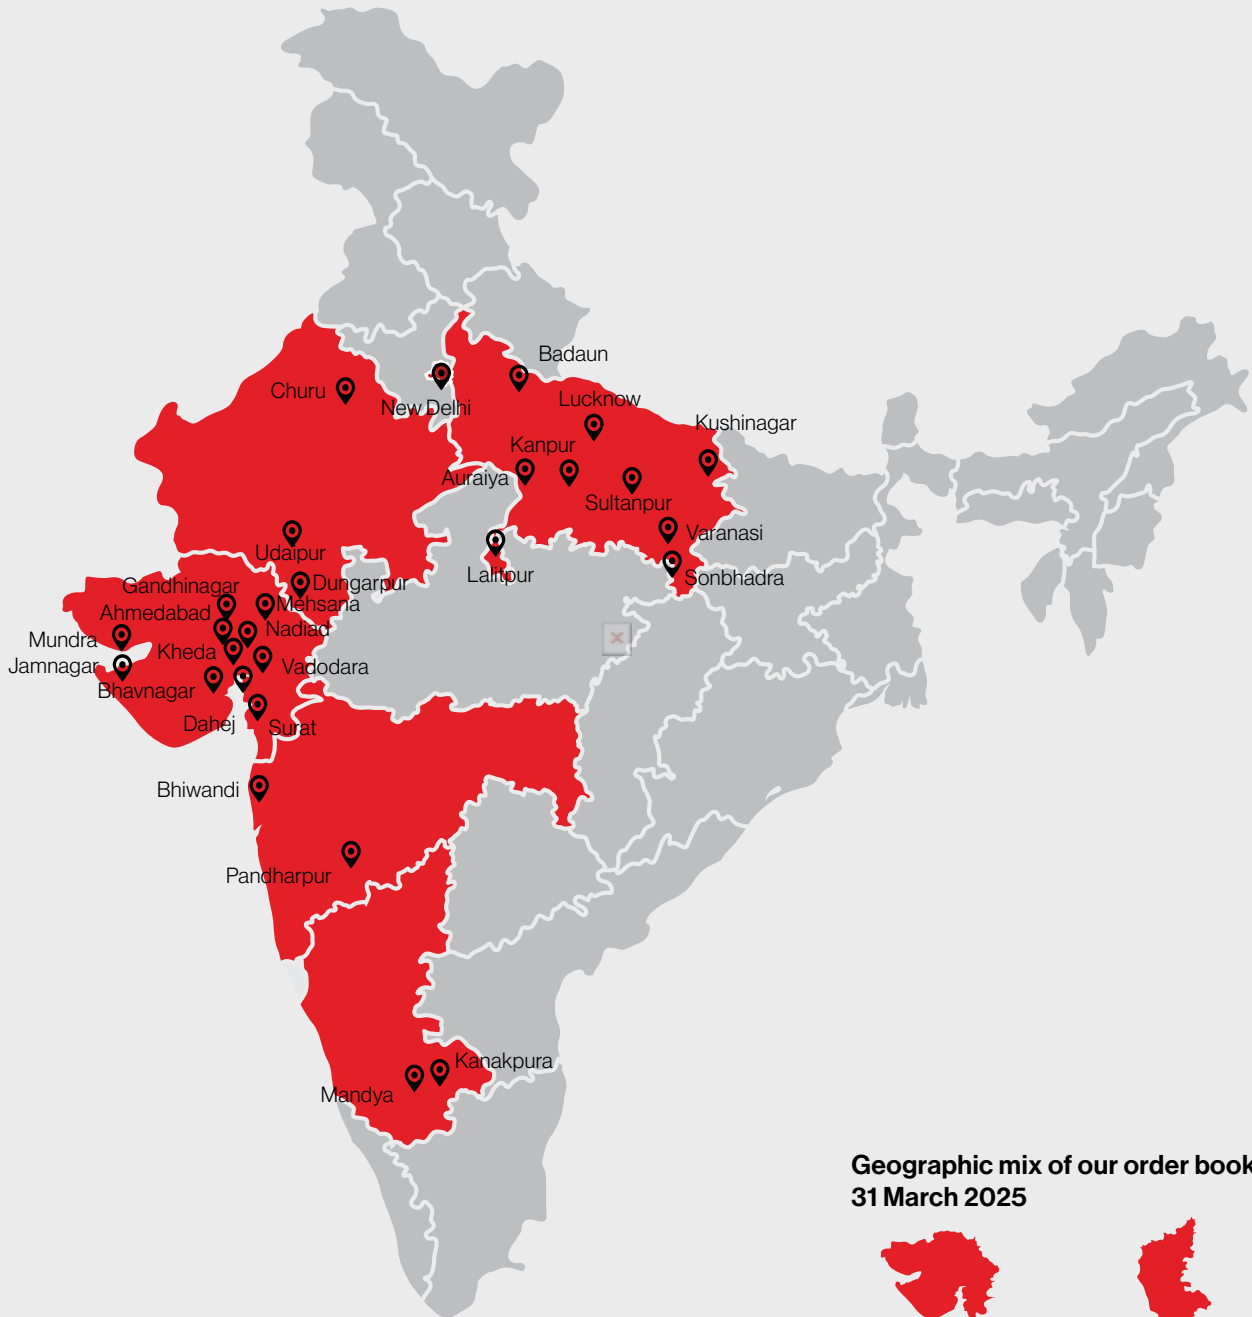 Badaun
Churu
New Delhi
Lucknow
Kushinagar
Kanpur
Auraiya
Sultanpur
Varanasi
Udaipur
Lalitpur
Sonbhadra
Gandhinagar
Dungarpur
Mehsana
Ahmedabad
Nadiad
Mundra
Kheda
Jamnagar
Vadodara
Bhavnagar
Dahej
Surat
Bhiwandi
Pandharpur
Kanakpura
Mandya
Geographic mix of our order book
31 March 2025